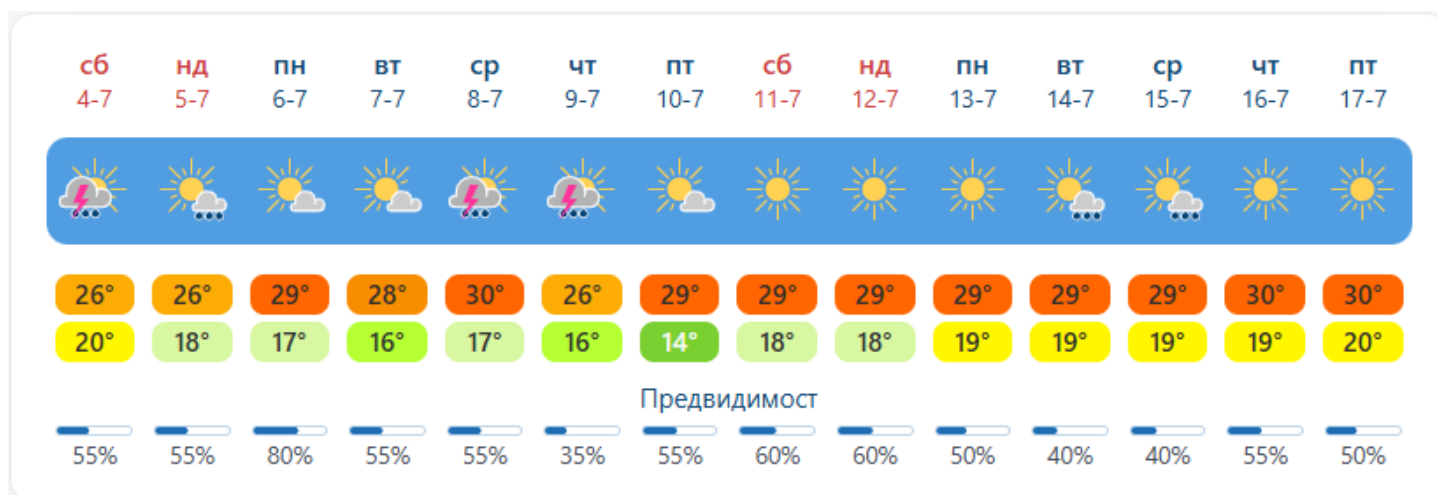 сб нд пн вт ср чт пт сб нд пн вт ср чт пт
4-7 5-7 6-7 7-7 8-7 9-7 10-7 11-7 12-7 13-7 14-7 15-7 16-7 17-7
26° 26° 29° 28° 30° 26° 29° 29° 29° 29° 29° 29° 30° 30°
20° 18° 17° 16° 17° 16° 14° 18° 18° 19° 19° 19° 19° 20°
Предвидимост
55% 55% 80% 55% 55% 35% 55% 60% 60% 50% 40% 40% 55% 50%